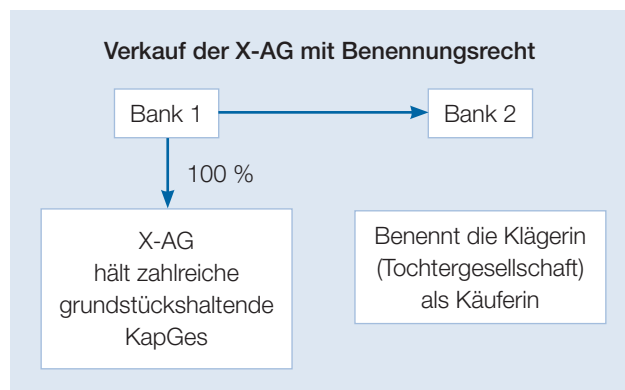 Verkauf der X-AG mit Benennungsrecht
Bank 1
Bank 2
100 %
X-AG
hält zahlreiche
grundstückshaltende
KapGes
Benennt die Klägerin
(Tochtergesellschaft)
als Käuferin